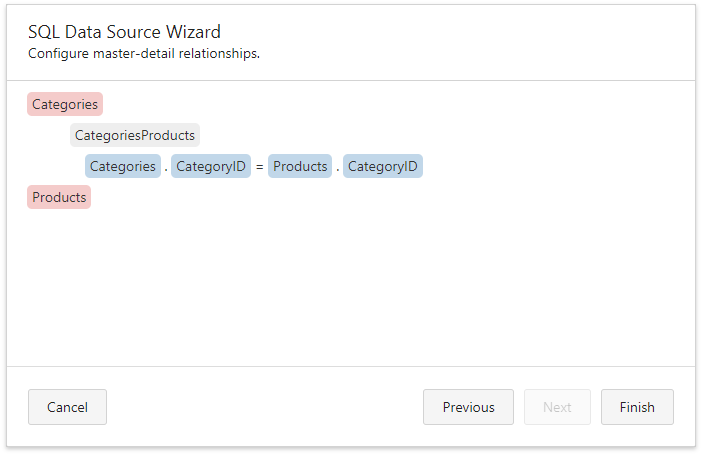 SQL Data Source Wizard
Configure master-detail relationships.
Categories
CategoriesProducts
Categories . CategoryID = Products . CategoryID
Products
Cancel Previous Next Finish